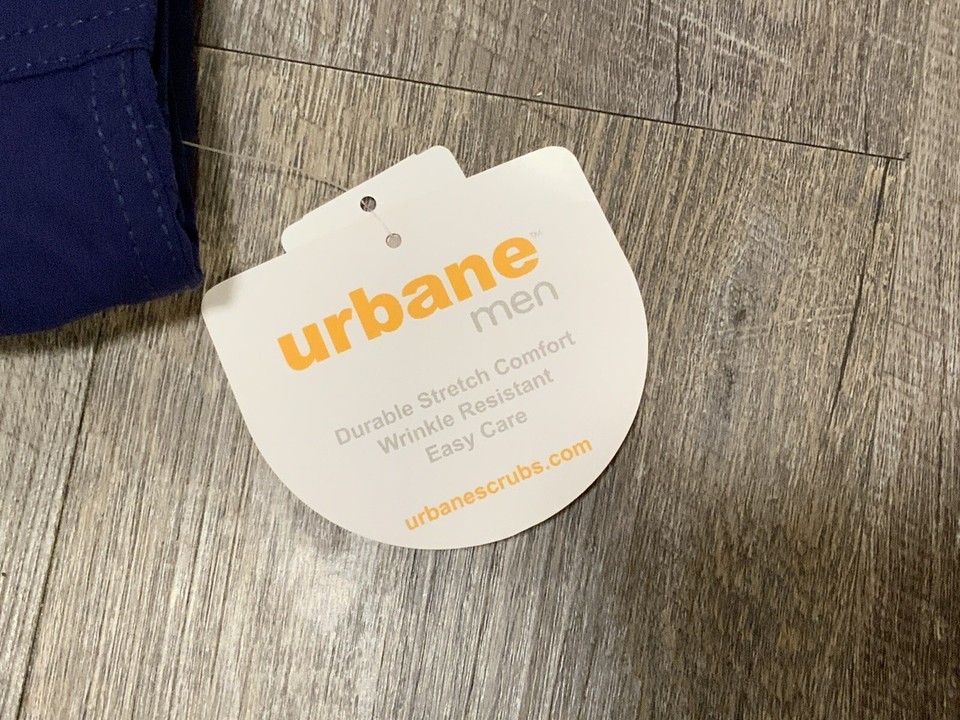 urbane™
men
Durable Stretch Comfort
Wrinkle Resistant
Easy Care
urbanescrubs.com